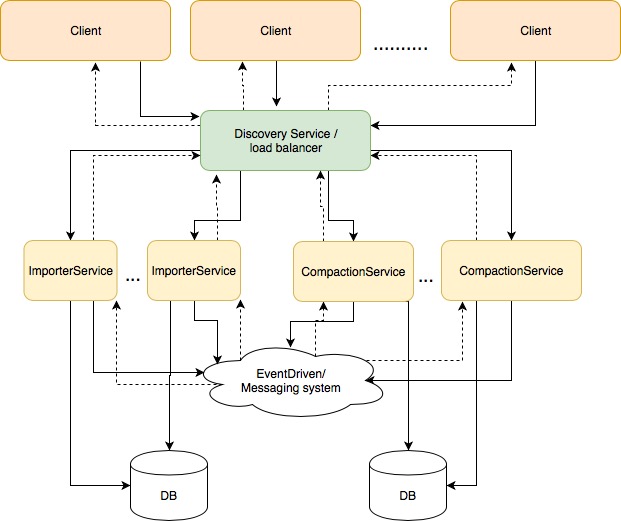 Client
Client
..........
Client
Discovery Service /
load balancer
ImporterService
...
ImporterService
CompactionService
...
CompactionService
EventDriven/
Messaging system
DB
DB